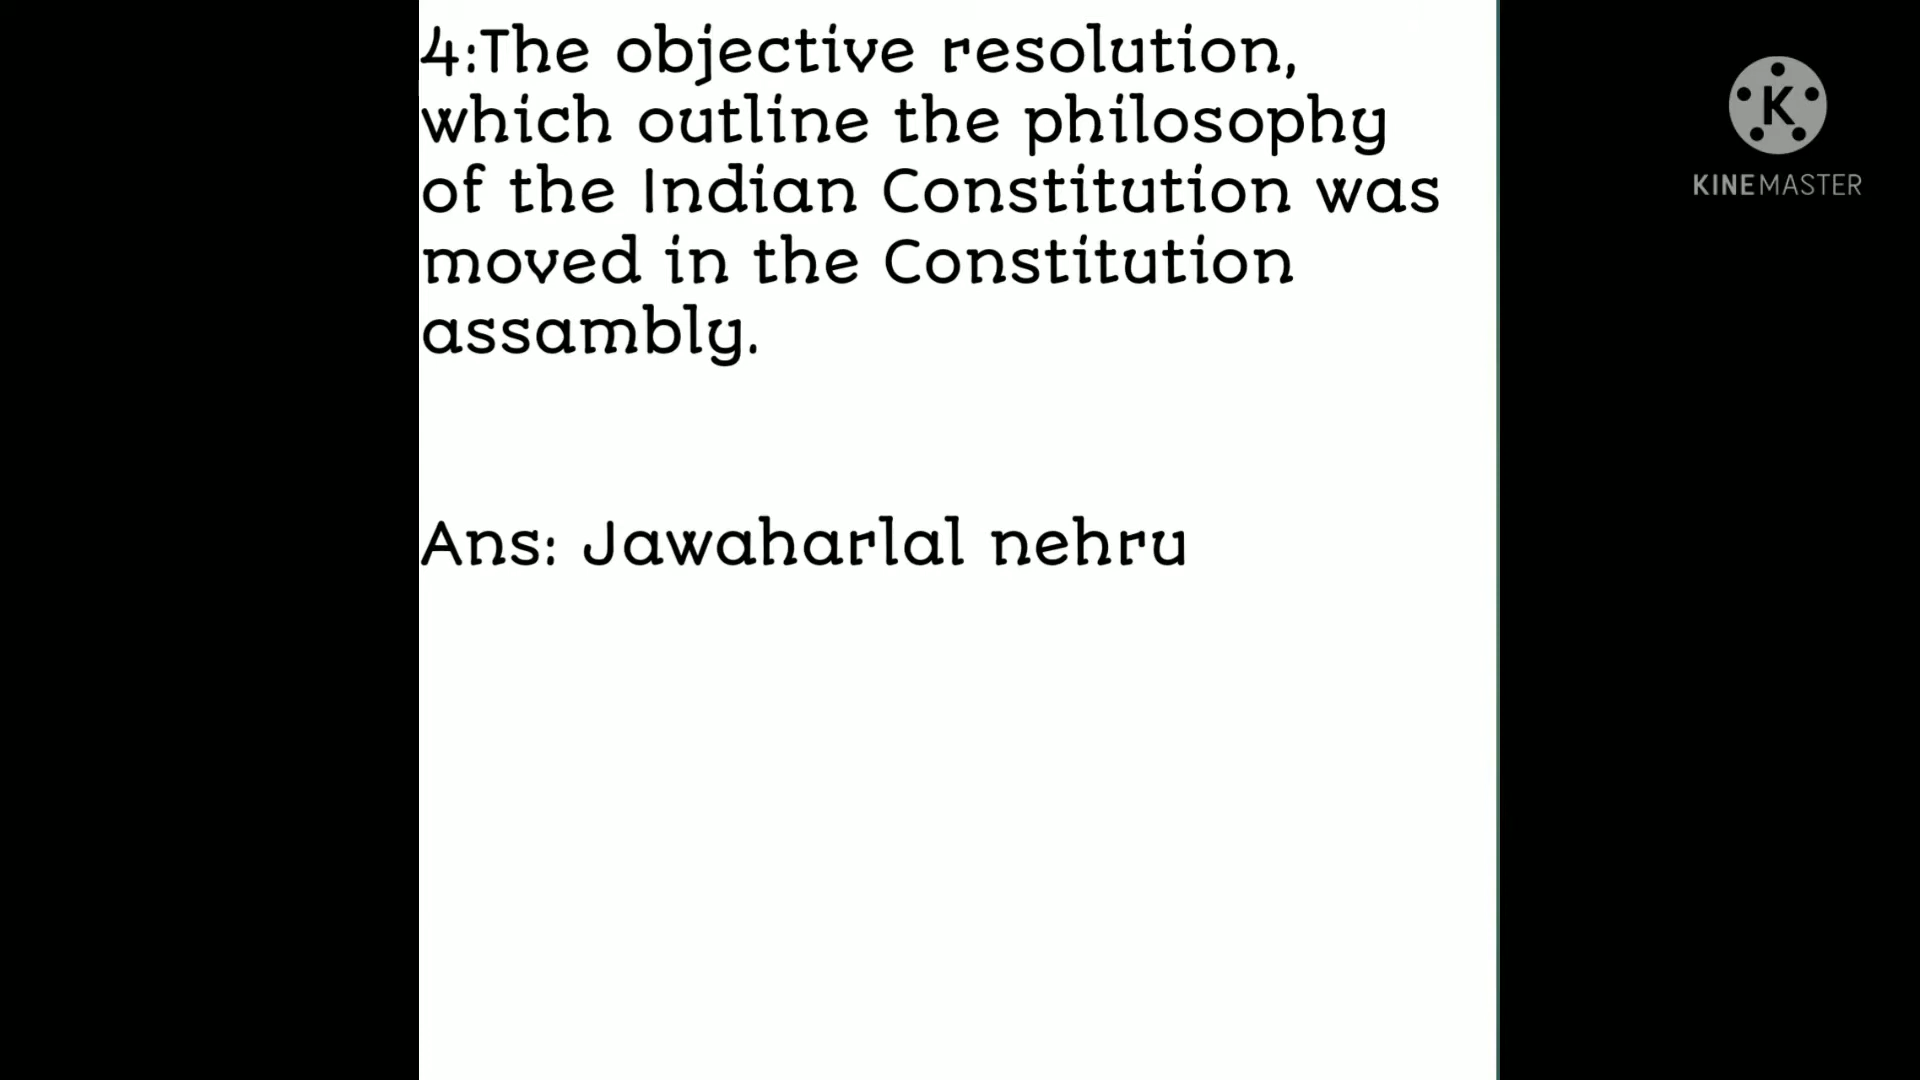 4:The objective resolution,
which outline the philosophy
of the Indian Constitution was
moved in the Constitution
assambly.
Ans: Jawaharlal nehru
K
KINEMASTER